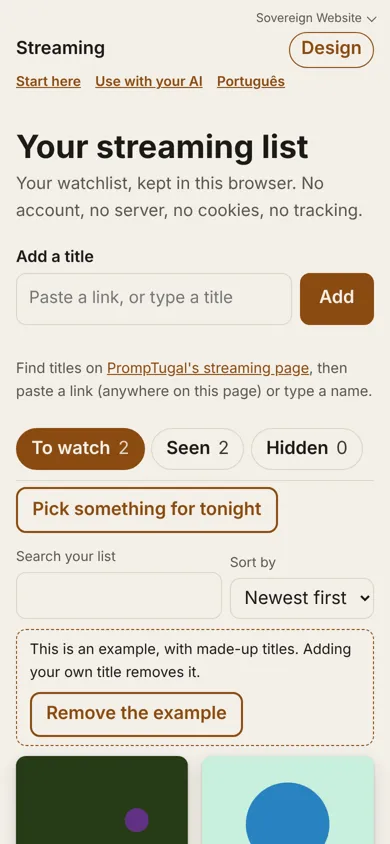 Sovereign Website
Streaming
Design
Start here Use with your AI Português
Your streaming list
Your watchlist, kept in this browser. No
account, no server, no cookies, no tracking.
Add a title
Paste a link, or type a title
Add
Find titles on PrompTugal's streaming page, then
paste a link (anywhere on this page) or type a name.
To watch 2 Seen 2 Hidden 0
Pick something for tonight
Search your list
Sort by
Newest first
This is an example, with made-up titles. Adding
your own title removes it.
Remove the example